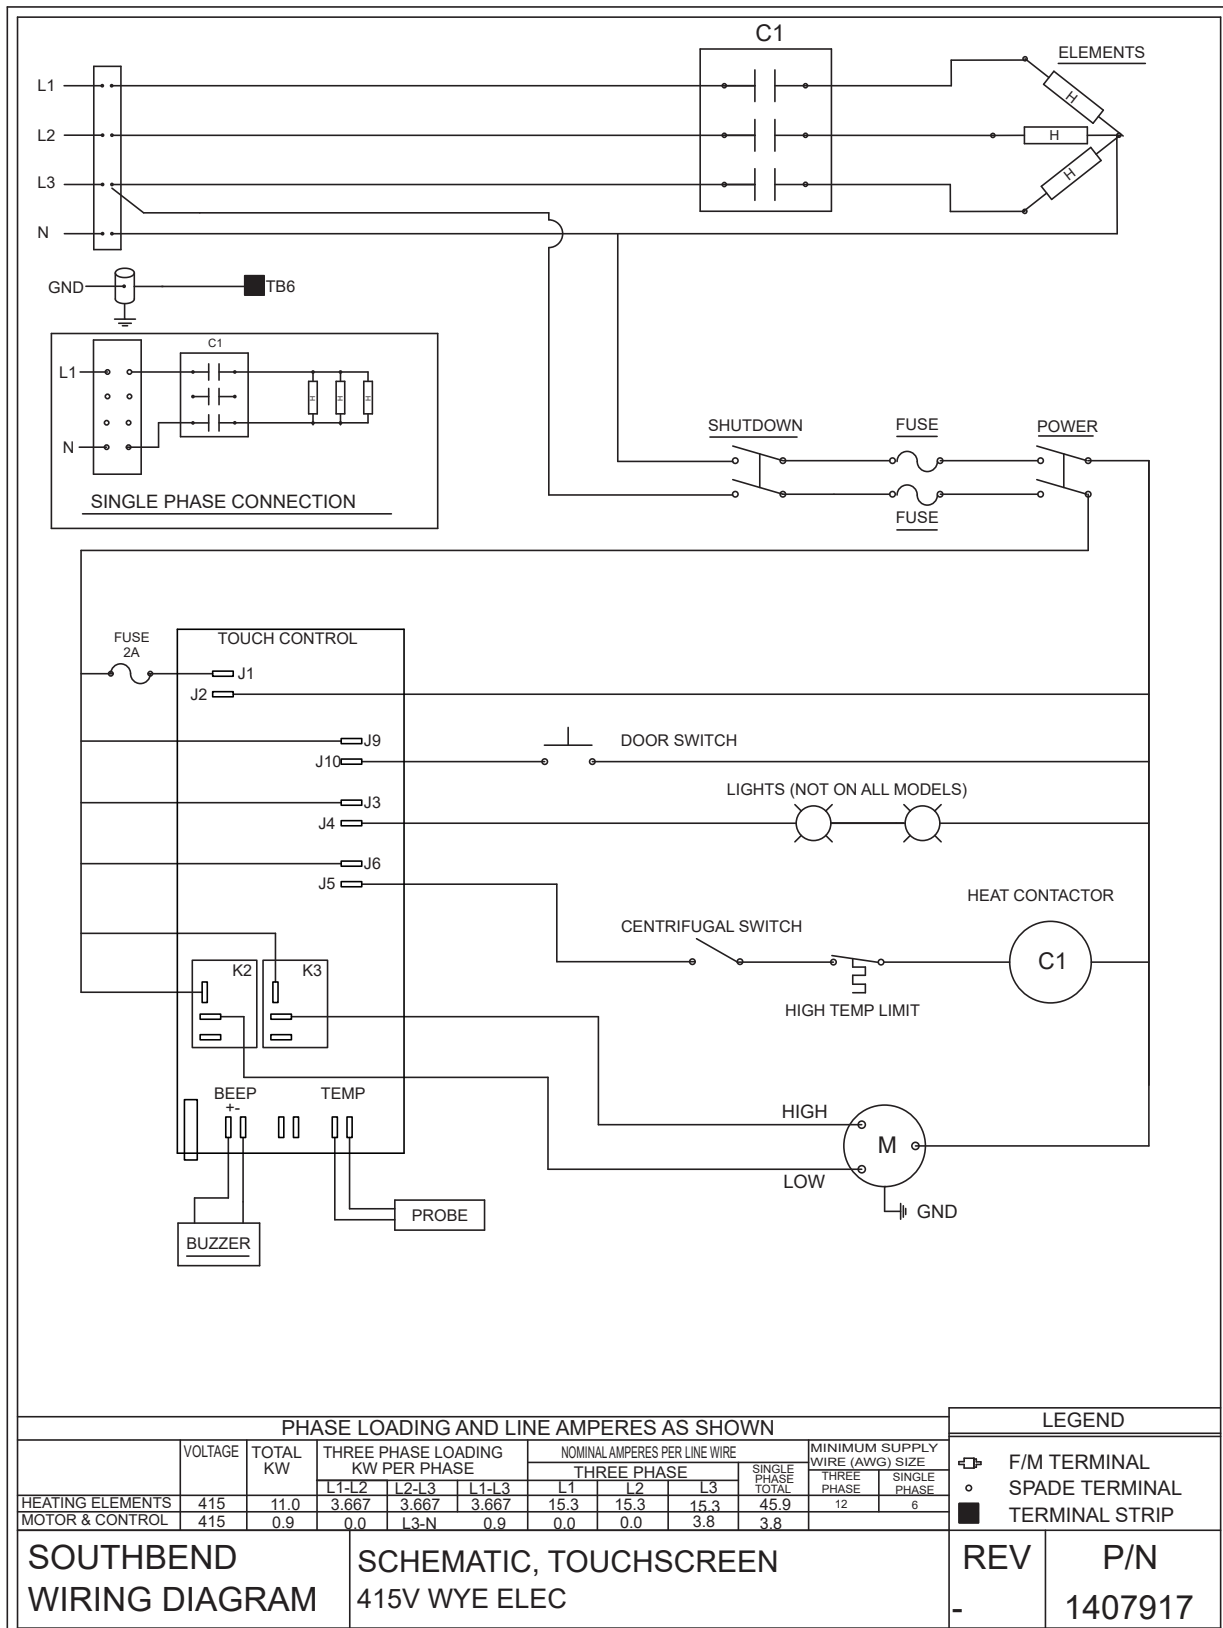 C1
ELEMENTS
L1
H
L2
H
L3
H
N
GND
TB6
C1
L1
H H H
N
SINGLE PHASE CONNECTION
SHUTDOWN
FUSE
POWER
FUSE
FUSE
2A
TOUCH CONTROL
J1
J2
J9
DOOR SWITCH
J10
LIGHTS (NOT ON ALL MODELS)
J3
J4
J6
J5
HEAT CONTACTOR
CENTRIFUGAL SWITCH
C1
K2
K3
HIGH TEMP LIMIT
BEEP
+-
TEMP
HIGH
M
LOW
GND
PROBE
BUZZER
PHASE LOADING AND LINE AMPERES AS SHOWN
VOLTAGE
TOTAL
KW
THREE PHASE LOADING
KW PER PHASE
NOMINAL AMPERES PER LINE WIRE
MINIMUM SUPPLY
WIRE (AWG) SIZE
THREE PHASE
SINGLE
PHASE
TOTAL
THREE
PHASE
SINGLE
PHASE
L1-L2 L2-L3 L1-L3 L1 L2 L3
HEATING ELEMENTS 415 11.0 3.667 3.667 3.667 15.3 15.3 15.3 45.9 12 6
MOTOR & CONTROL 415 0.9 0.0 L3-N 0.9 0.0 0.0 3.8 3.8
LEGEND
F/M TERMINAL
SPADE TERMINAL
TERMINAL STRIP
SOUTHBEND
WIRING DIAGRAM
SCHEMATIC, TOUCHSCREEN
415V WYE ELEC
REV
-
P/N
1407917